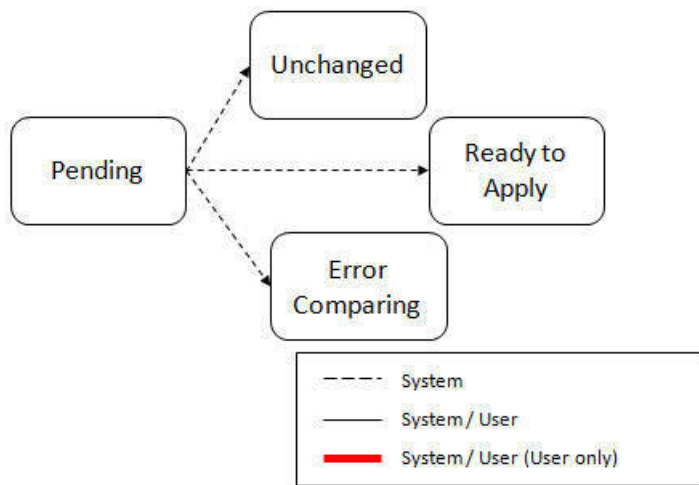 Unchanged
Pending
Ready to
Apply
Error
Comparing
System
System / User
System / User (User only)